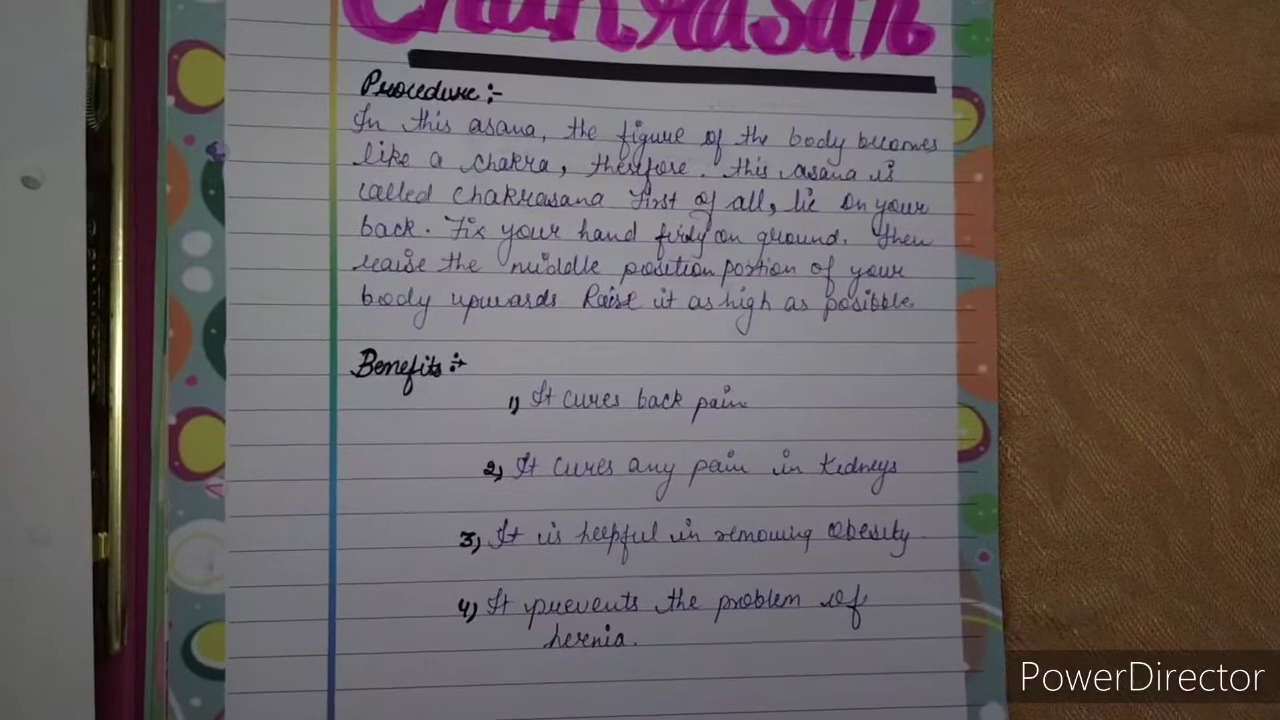 Chakrasan
Procedure :-
In this asana, the figure of the body becomes
like a chakra, therefore. this asana is
called Chakrasana First of all, lie on your
back. Fix your hand firdly on ground. Then
raise the middle position portion of your
body upwards Raise it as high as posibble.
Benefits :-
1) It cures back pain
2) It cures any pain in kidneys
3) It is helpful in removing Obesity
4) It prevents the problem of
hernia.
PowerDirector